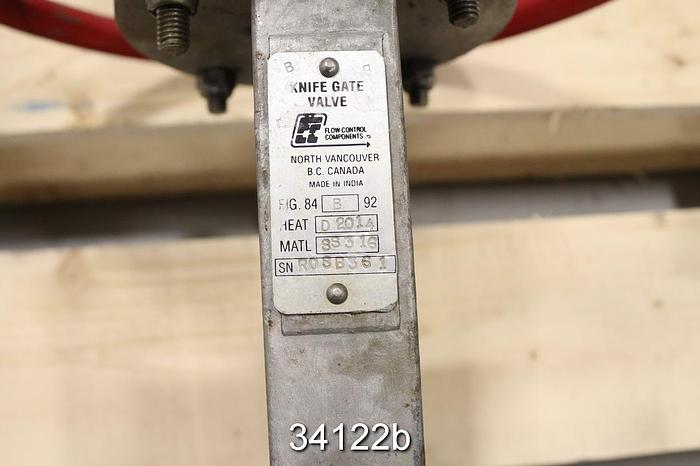 B B
KNIFE GATE
VALVE
FLOW CONTROL
COMPONENTS
NORTH VANCOUVER
B.C. CANADA
MADE IN INDIA
FIG. 84 B 92
HEAT D2014
MATL SS316
SN R08B361
34122b